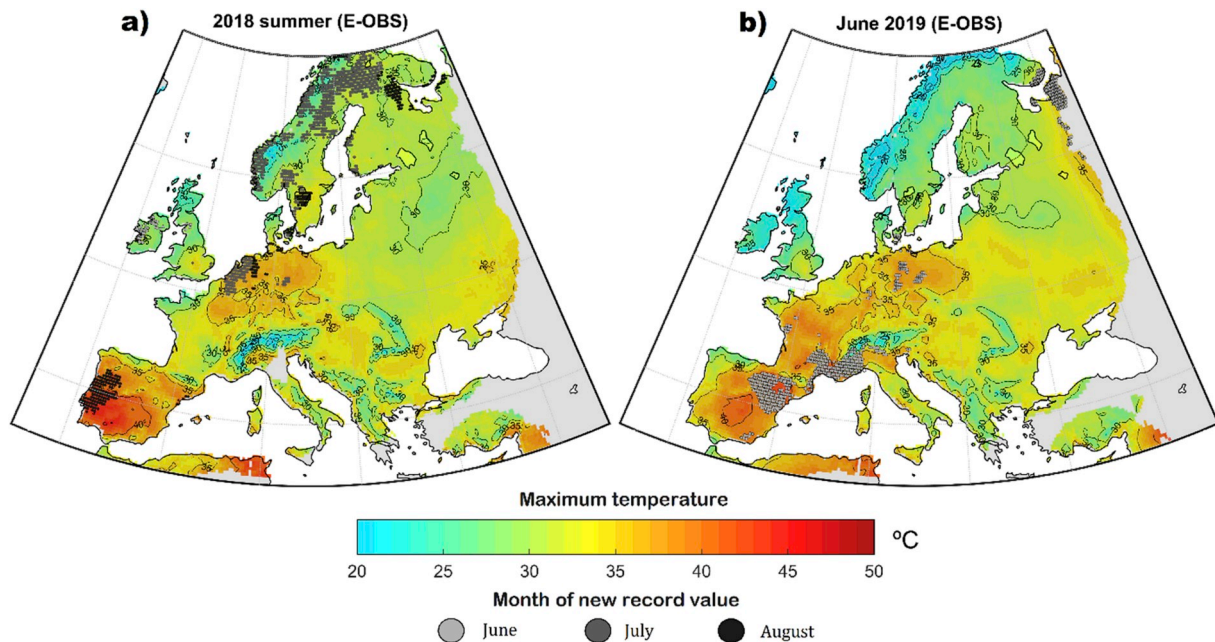 a) 2018 summer (E-OBS)
b) June 2019 (E-OBS)
Maximum temperature
20 25 30 35 40 45 50 ºC
Month of new record value
June July August